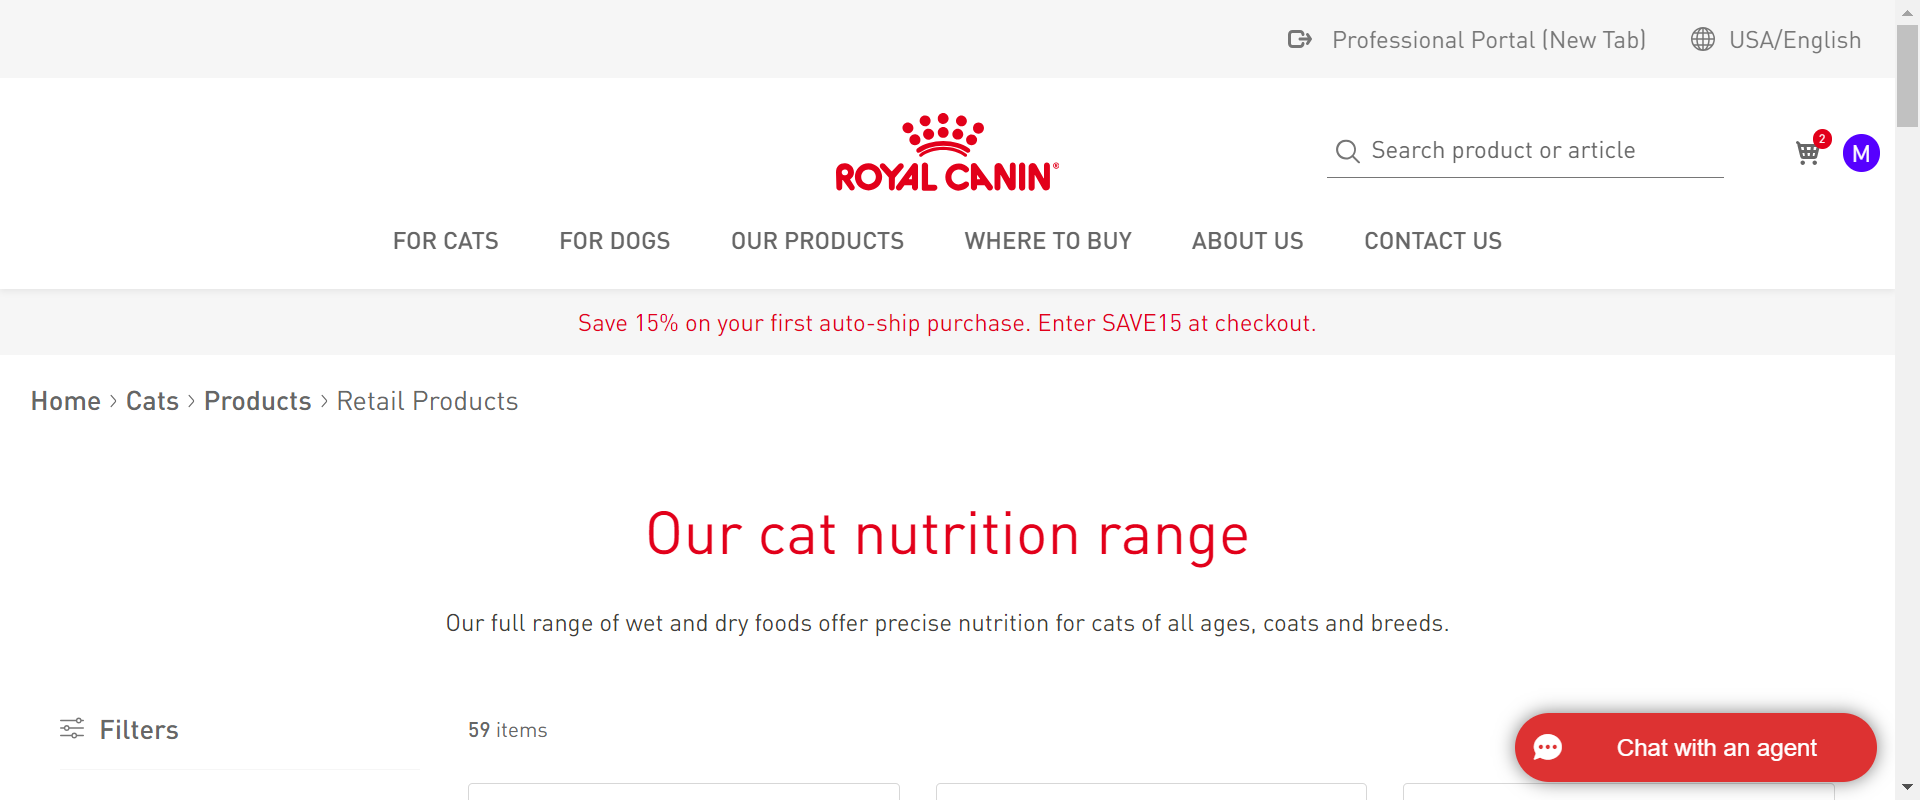 Professional Portal (New Tab)
USA/English
ROYAL CANIN®
Search product or article
2
M
FOR CATS
FOR DOGS
OUR PRODUCTS
WHERE TO BUY
ABOUT US
CONTACT US
Save 15% on your first auto-ship purchase. Enter SAVE15 at checkout.
Home › Cats › Products › Retail Products
Our cat nutrition range
Our full range of wet and dry foods offer precise nutrition for cats of all ages, coats and breeds.
Filters
59 items
Chat with an agent